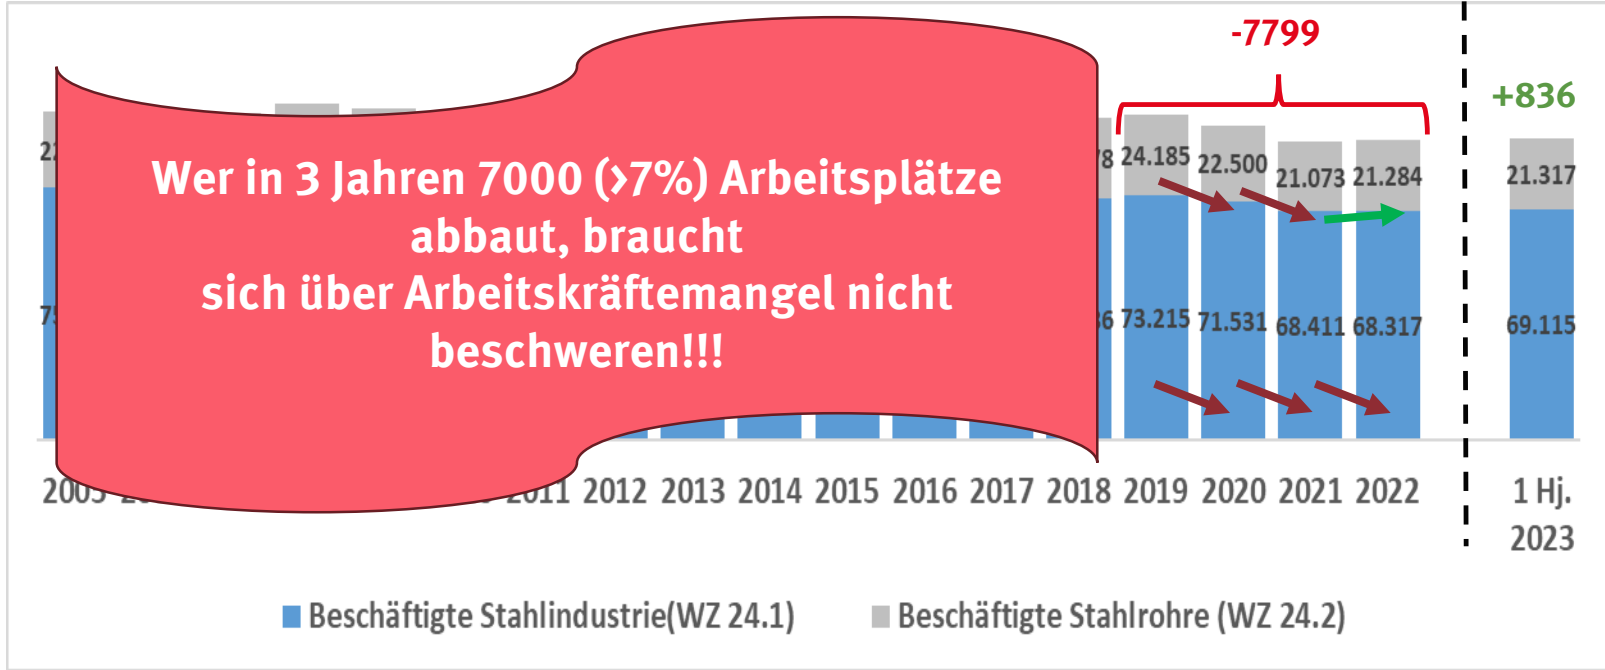 -7799
+836
Wer in 3 Jahren 7000 (>7%) Arbeitsplätze
abbaut, braucht
sich über Arbeitskräftemangel nicht
beschweren!!!
24.185 22.500 21.073 21.284 21.317
73.215 71.531 68.411 68.317 69.115
2005 2011 2012 2013 2014 2015 2016 2017 2018 2019 2020 2021 2022 1 Hj.
2023
Beschäftigte Stahlindustrie(WZ 24.1) Beschäftigte Stahlrohre (WZ 24.2)